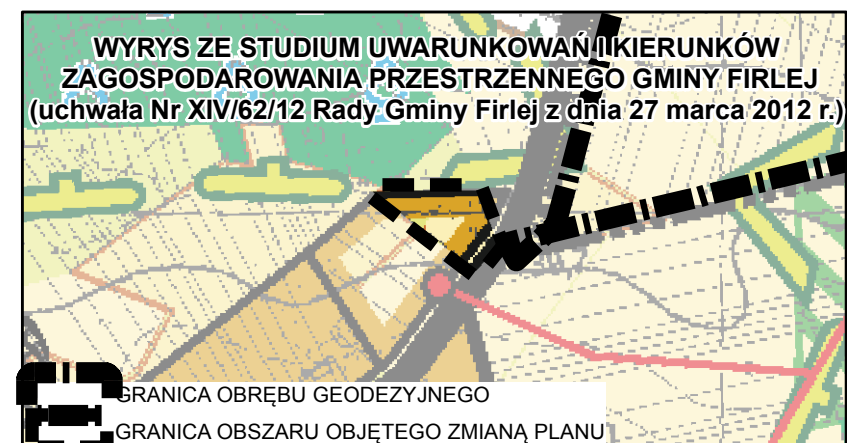 WYRYS ZE STUDIUM UWARUNKOWAŃ I KIERUNKÓW
ZAGOSPODAROWANIA PRZESTRZENNEGO GMINY FIRLEJ
(uchwała Nr XIV/62/12 Rady Gminy Firlej z dnia 27 marca 2012 r.)
GRANICA OBRĘBU GEODEZYJNEGO
GRANICA OBSZARU OBJĘTEGO ZMIANĄ PLANU